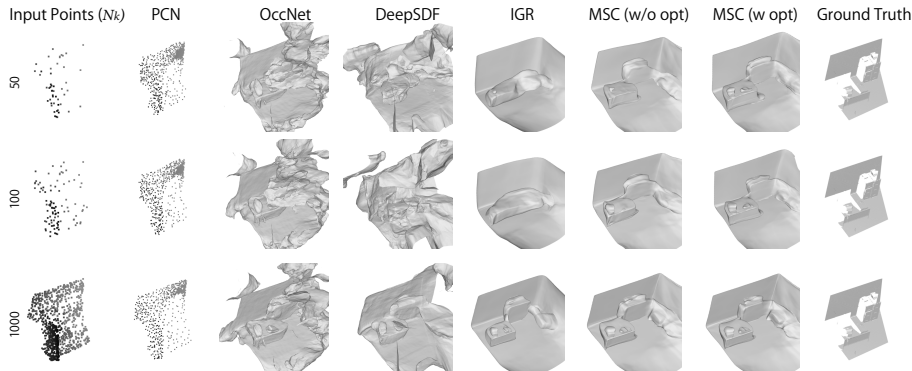 Input Points (Nk) PCN OccNet DeepSDF IGR MSC (w/o opt) MSC (w opt) Ground Truth
50
100
1000